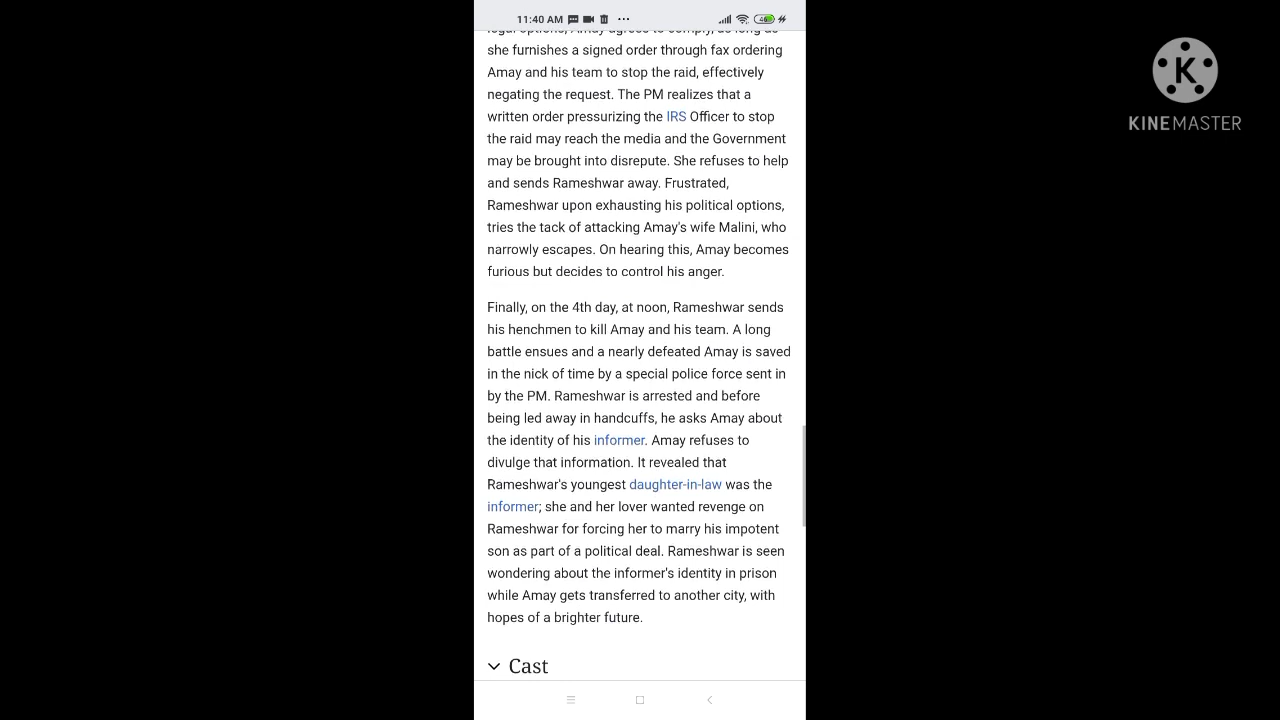 11:40 AM
46
legal options, Amay agrees to comply, as long as
she furnishes a signed order through fax ordering
Amay and his team to stop the raid, effectively
negating the request. The PM realizes that a
written order pressurizing the IRS Officer to stop
the raid may reach the media and the Government
may be brought into disrepute. She refuses to help
and sends Rameshwar away. Frustrated,
Rameshwar upon exhausting his political options,
tries the tack of attacking Amay's wife Malini, who
narrowly escapes. On hearing this, Amay becomes
furious but decides to control his anger.
Finally, on the 4th day, at noon, Rameshwar sends
his henchmen to kill Amay and his team. A long
battle ensues and a nearly defeated Amay is saved
in the nick of time by a special police force sent in
by the PM. Rameshwar is arrested and before
being led away in handcuffs, he asks Amay about
the identity of his informer. Amay refuses to
divulge that information. It revealed that
Rameshwar's youngest daughter-in-law was the
informer; she and her lover wanted revenge on
Rameshwar for forcing her to marry his impotent
son as part of a political deal. Rameshwar is seen
wondering about the informer's identity in prison
while Amay gets transferred to another city, with
hopes of a brighter future.
Cast
K
KINEMASTER